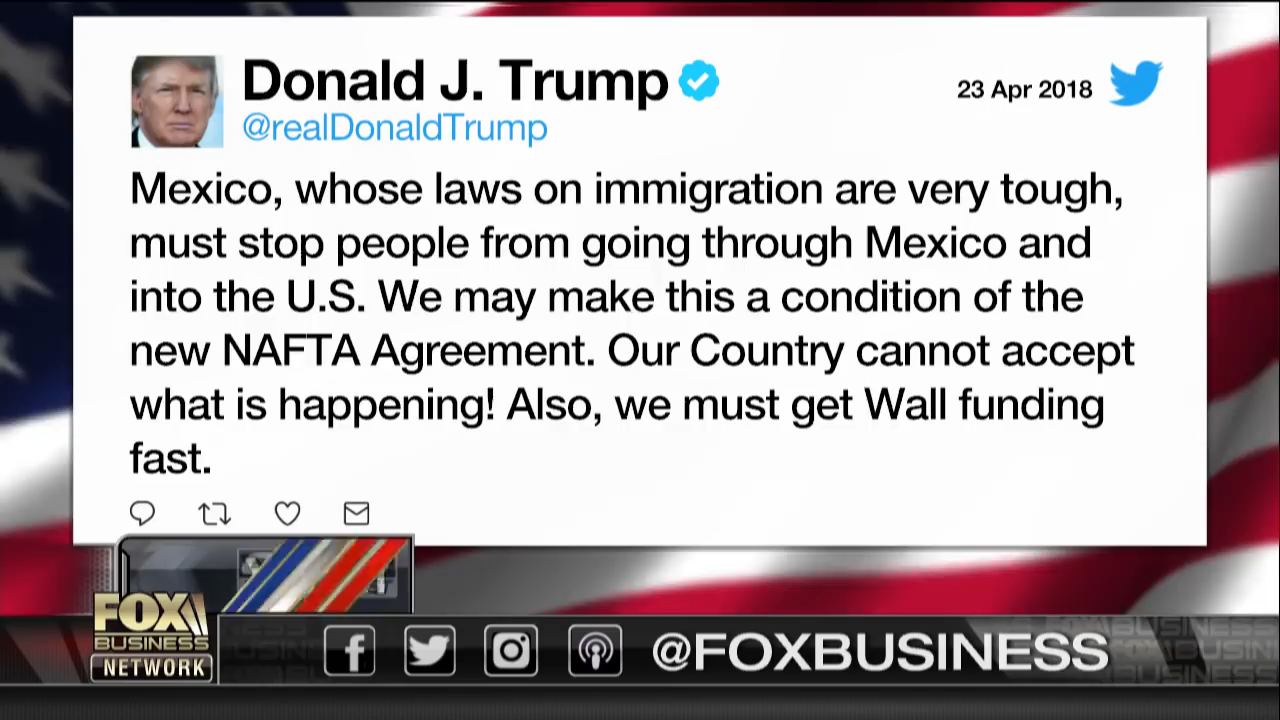 Donald J. Trump
23 Apr 2018
@realDonaldTrump
Mexico, whose laws on immigration are very tough,
must stop people from going through Mexico and
into the U.S. We may make this a condition of the
new NAFTA Agreement. Our Country cannot accept
what is happening! Also, we must get Wall funding
fast.
FOX
BUSINESS
NETWORK
@FOXBUSINESS